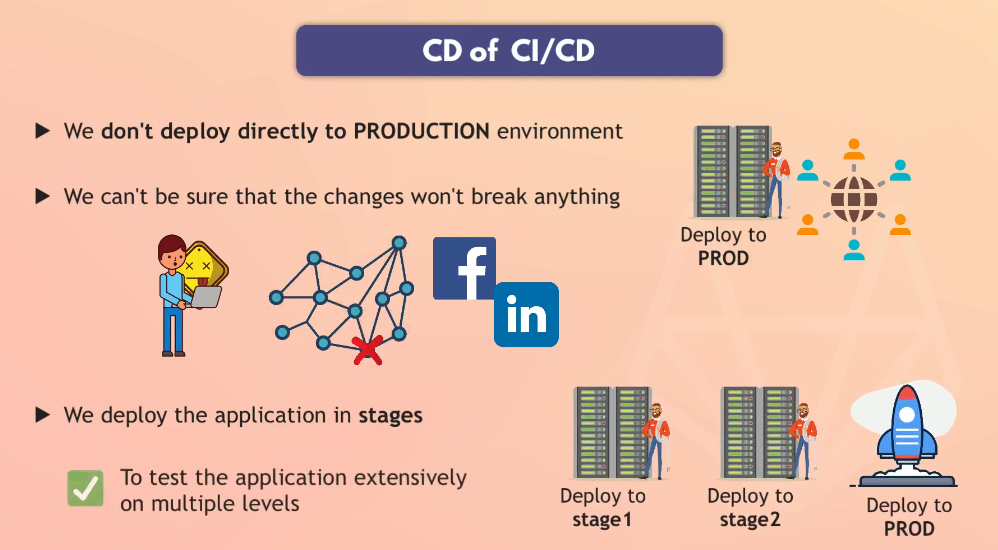 CD of CI/CD
▶ We don't deploy directly to PRODUCTION environment
▶ We can't be sure that the changes won't break anything
Deploy to
PROD
f
in
▶ We deploy the application in stages
To test the application extensively
on multiple levels
Deploy to
stage1
Deploy to
stage2
Deploy to
PROD